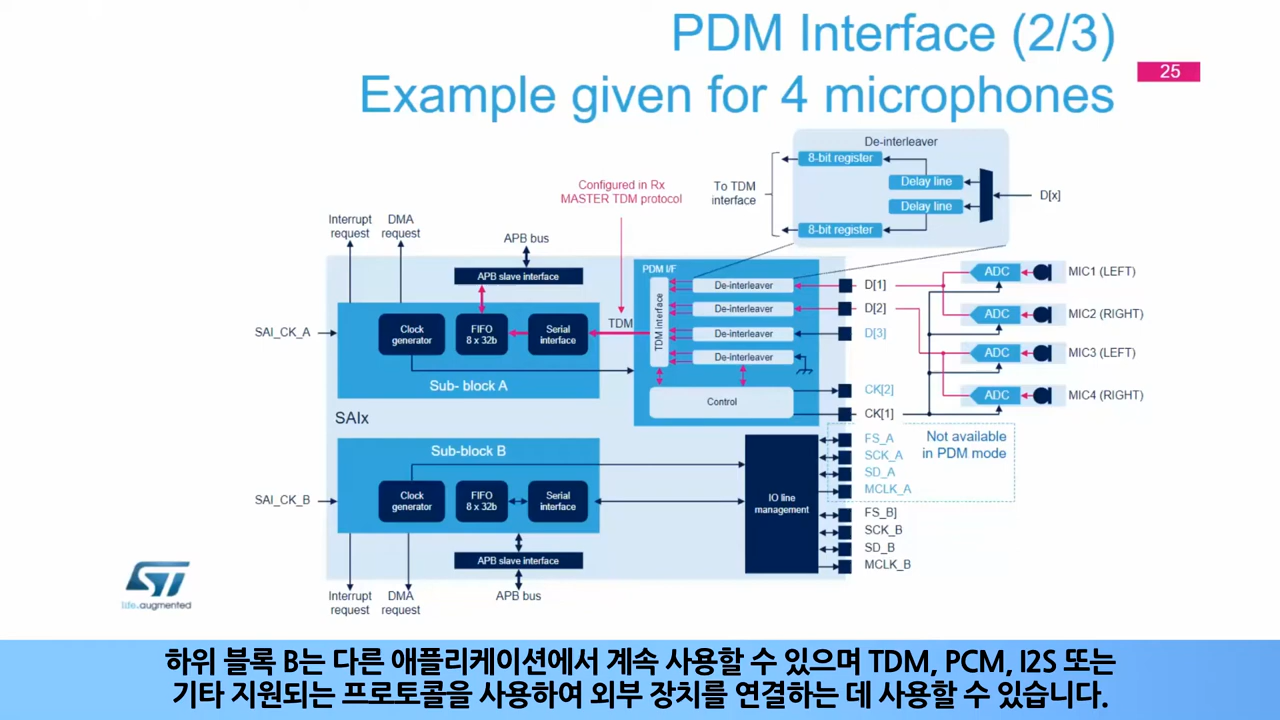 PDM Interface (2/3)
Example given for 4 microphones
25
De-interleaver
8-bit register
Delay line
Delay line
8-bit register
D[x]
To TDM
interface
Configured in Rx
MASTER TDM protocol
Interrupt
request
DMA
request
APB bus
APB slave interface
PDM I/F
TDM interface
De-interleaver
De-interleaver
De-interleaver
De-interleaver
Control
D[1]
D[2]
D[3]
CK[2]
CK[1]
ADC
MIC1 (LEFT)
ADC
MIC2 (RIGHT)
ADC
MIC3 (LEFT)
ADC
MIC4 (RIGHT)
SAI_CK_A
Clock
generator
FIFO
8 x 32b
Serial
interface
TDM
Sub- block A
SAIx
Sub-block B
SAI_CK_B
Clock
generator
FIFO
8 x 32b
Serial
interface
APB slave interface
Interrupt
request
DMA
request
APB bus
IO line
management
FS_A
SCK_A
SD_A
MCLK_A
Not available
in PDM mode
FS_B]
SCK_B
SD_B
MCLK_B
ST
life.augmented
하위 블록 B는 다른 애플리케이션에서 계속 사용할 수 있으며 TDM, PCM, I2S 또는
기타 지원되는 프로토콜을 사용하여 외부 장치를 연결하는 데 사용할 수 있습니다.